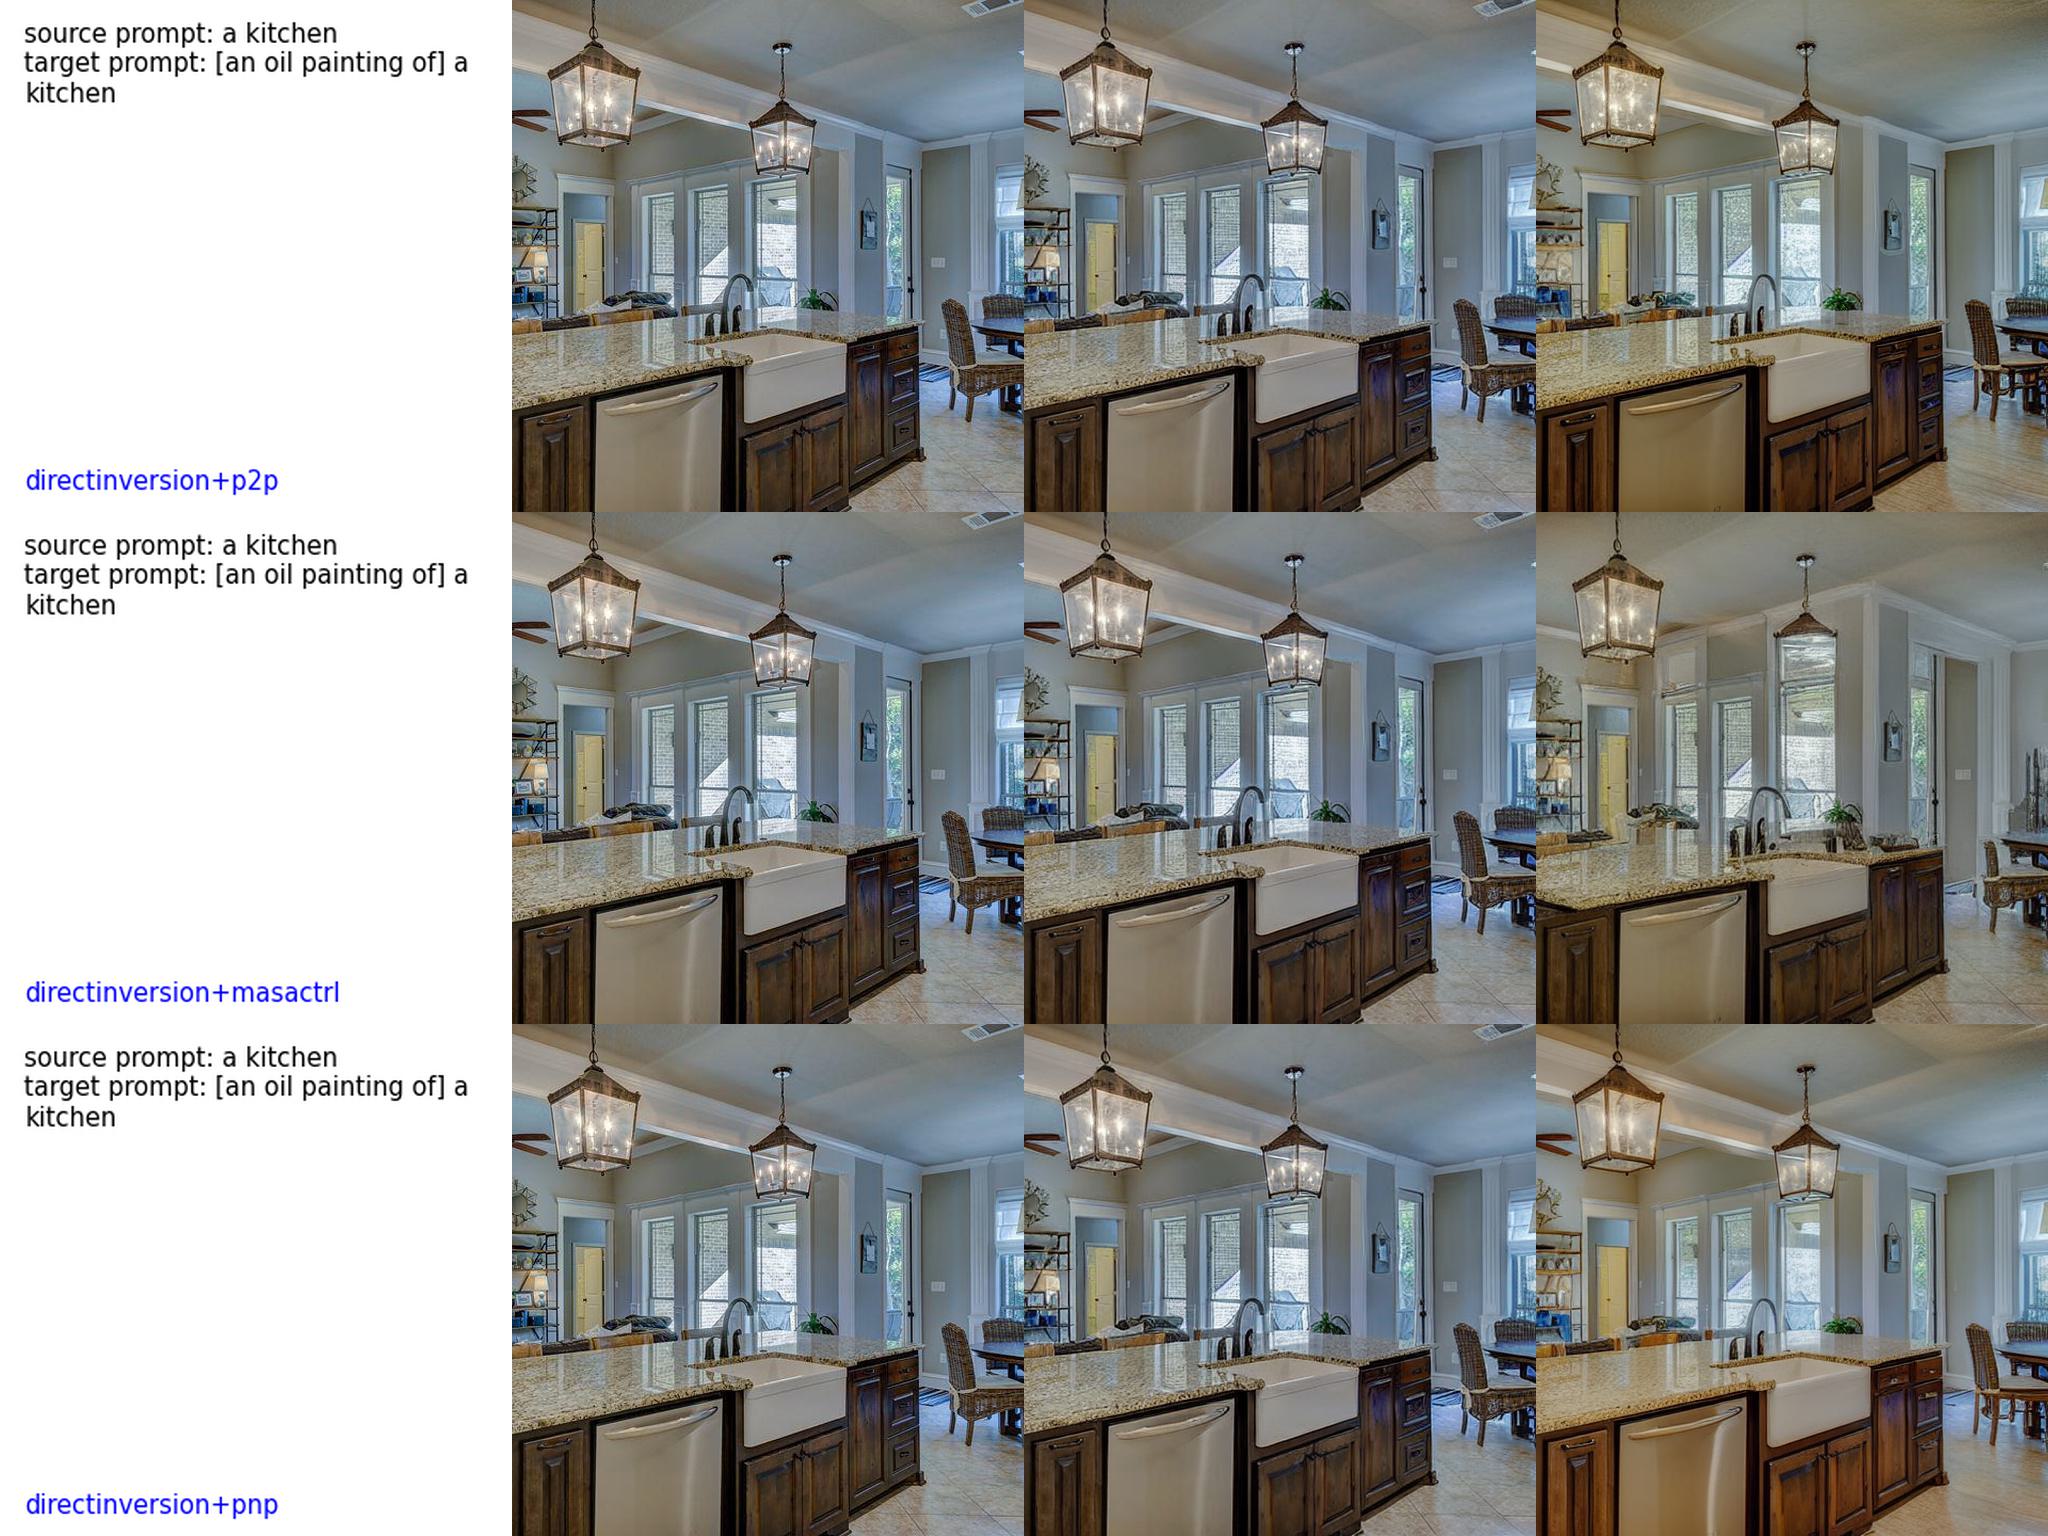 source prompt: a kitchen
target prompt: [an oil painting of] a
kitchen
directinversion+p2p
source prompt: a kitchen
target prompt: [an oil painting of] a
kitchen
directinversion+masactrl
source prompt: a kitchen
target prompt: [an oil painting of] a
kitchen
directinversion+pnp